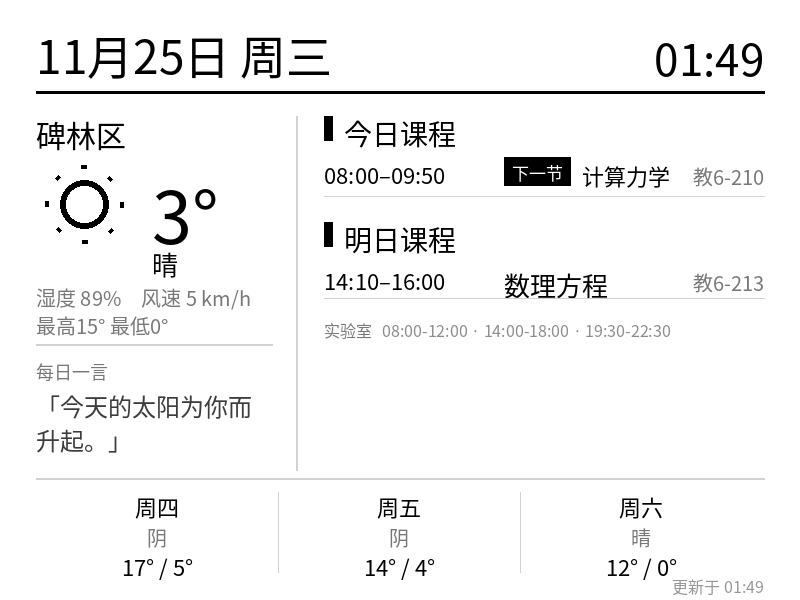 11月25日 周三
01:49
碑林区
3°
晴
湿度 89% 风速 5 km/h
最高15° 最低0°
每日一言
「今天的太阳为你而
升起。」
今日课程
08:00–09:50 下一节 计算力学 教6-210
明日课程
14:10–16:00 数理方程 教6-213
实验室 08:00-12:00 · 14:00-18:00 · 19:30-22:30
周四
阴
17° / 5°
周五
阴
14° / 4°
周六
晴
12° / 0°
更新于 01:49